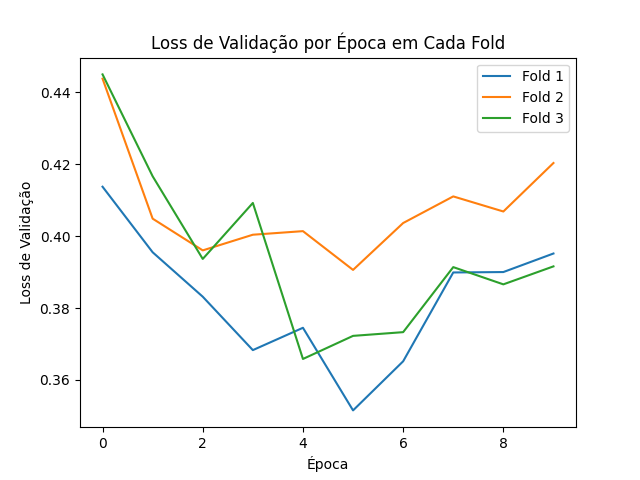 Loss de Validação por Época em Cada Fold
Fold 1
Fold 2
Fold 3
Loss de Validação
0.44
0.42
0.40
0.38
0.36
0
2
4
6
8
Época